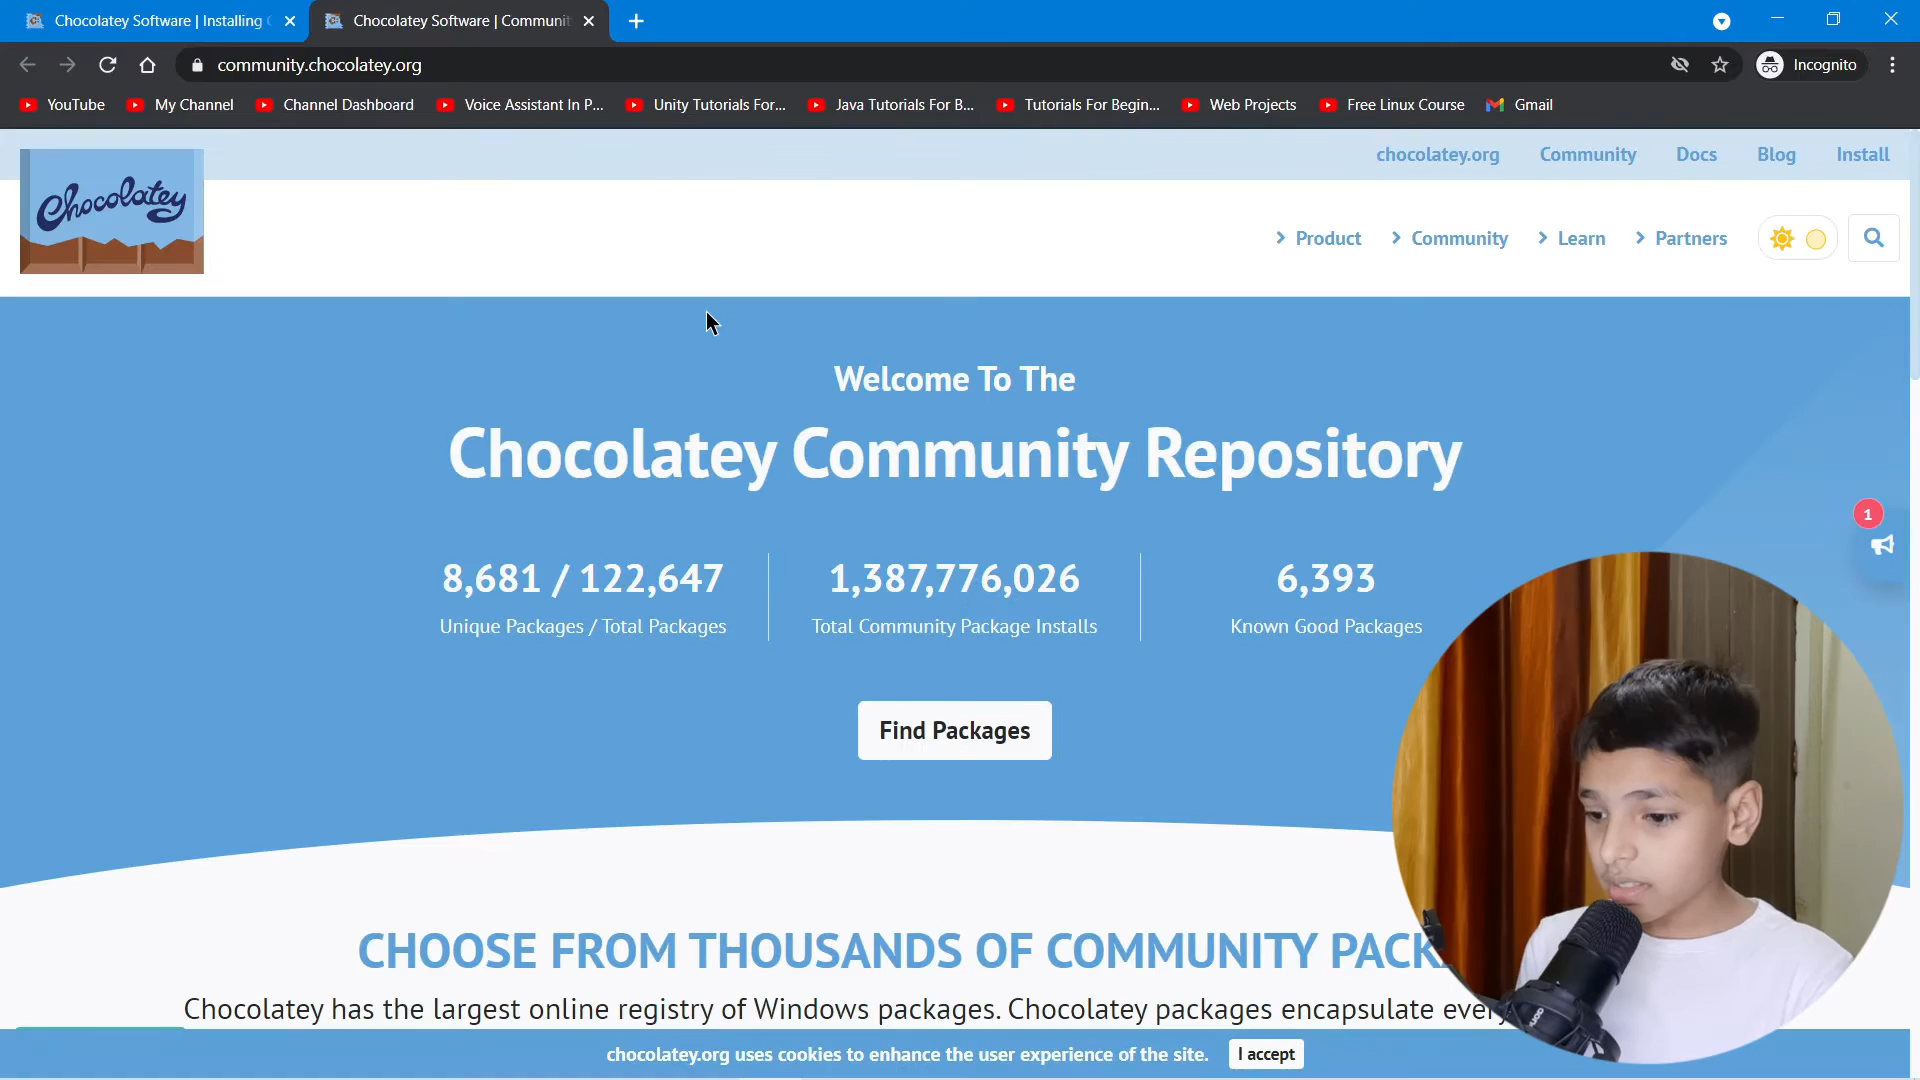 Chocolatey Software | Installing
Chocolatey Software | Communit
community.chocolatey.org
Incognito
YouTube
My Channel
Channel Dashboard
Voice Assistant In P...
Unity Tutorials For...
Java Tutorials For B...
Tutorials For Begin...
Web Projects
Free Linux Course
Gmail
chocolatey.org
Community
Docs
Blog
Install
Chocolatey
Product
Community
Learn
Partners
Welcome To The
Chocolatey Community Repository
8,681 / 122,647
Unique Packages / Total Packages
1,387,776,026
Total Community Package Installs
6,393
Known Good Packages
1
Find Packages
CHOOSE FROM THOUSANDS OF COMMUNITY PACK
Chocolatey has the largest online registry of Windows packages. Chocolatey packages encapsulate every
chocolatey.org uses cookies to enhance the user experience of the site.
I accept